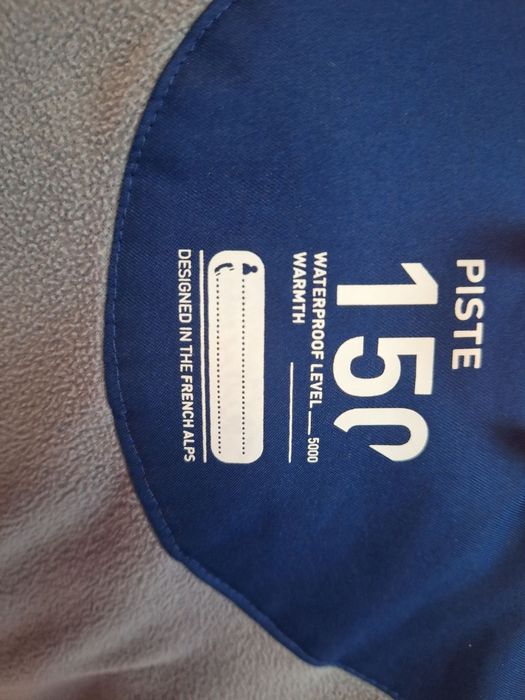 PISTE
150
WATERPROOF LEVEL 5000
WARMTH
DESIGNED IN THE FRENCH ALPS